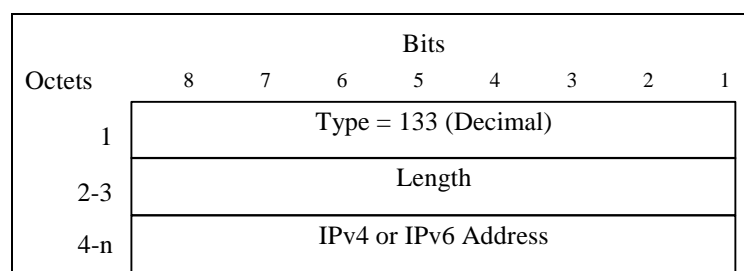 Bits
Octets 8 7 6 5 4 3 2 1
1 Type = 133 (Decimal)
2-3 Length
4-n IPv4 or IPv6 Address